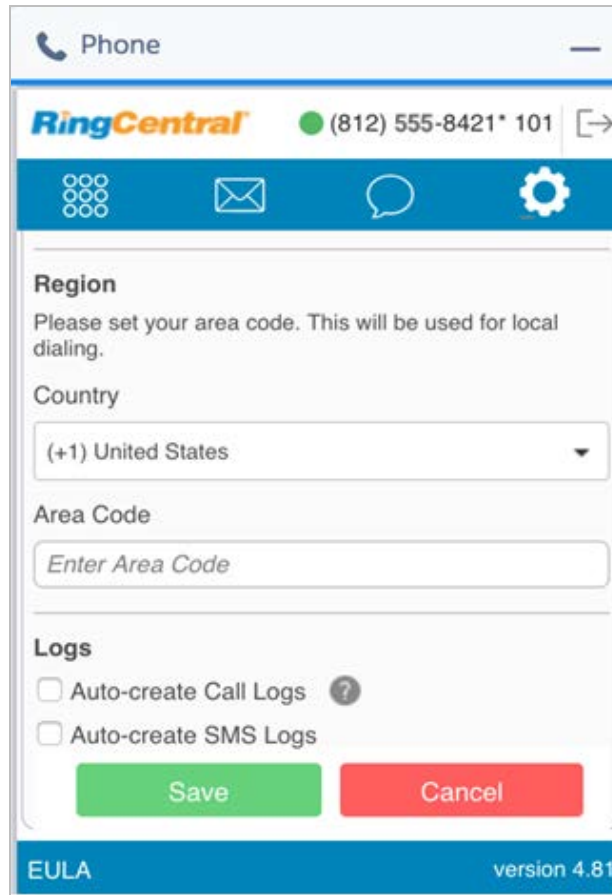 Phone
RingCentral (812) 555-8421* 101
Region
Please set your area code. This will be used for local
dialing.
Country
(+1) United States
Area Code
Enter Area Code
Logs
Auto-create Call Logs ?
Auto-create SMS Logs
Save Cancel
EULA version 4.81